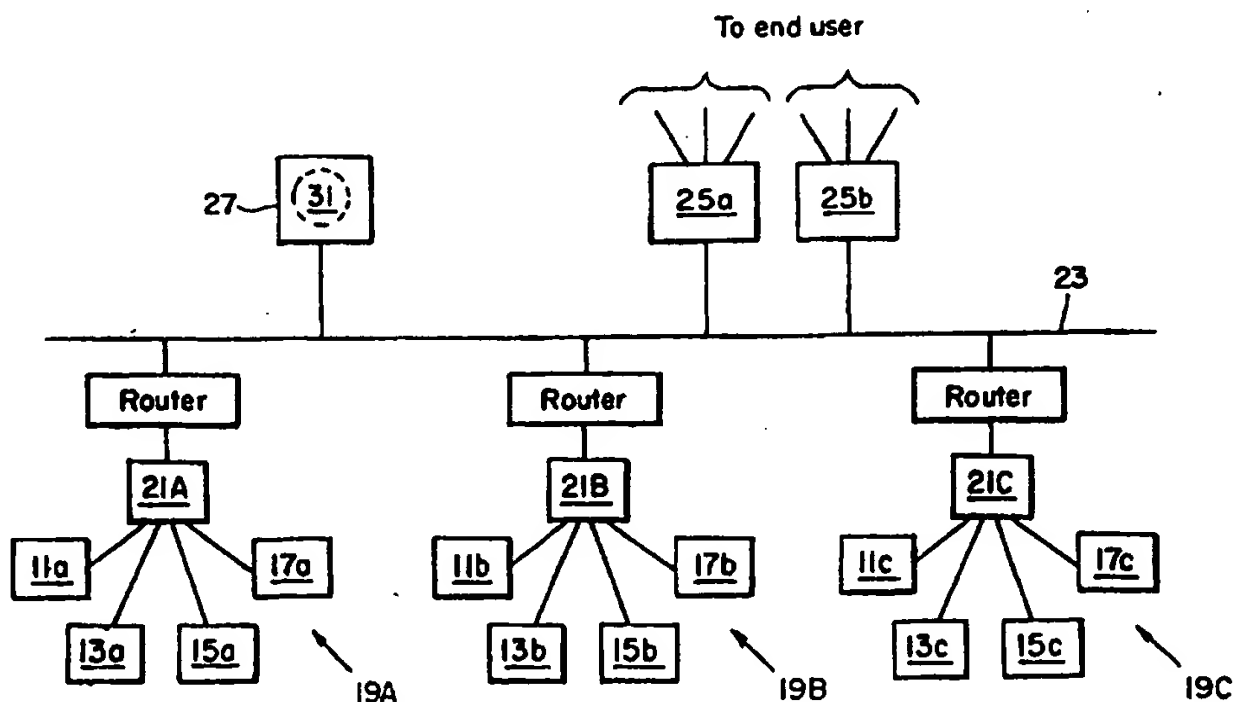 To end user
27
31
25a
25b
23
Router
Router
Router
21A
21B
21C
11a
17a
11b
17b
11c
17c
13a
15a
13b
15b
13c
15c
19A
19B
19C